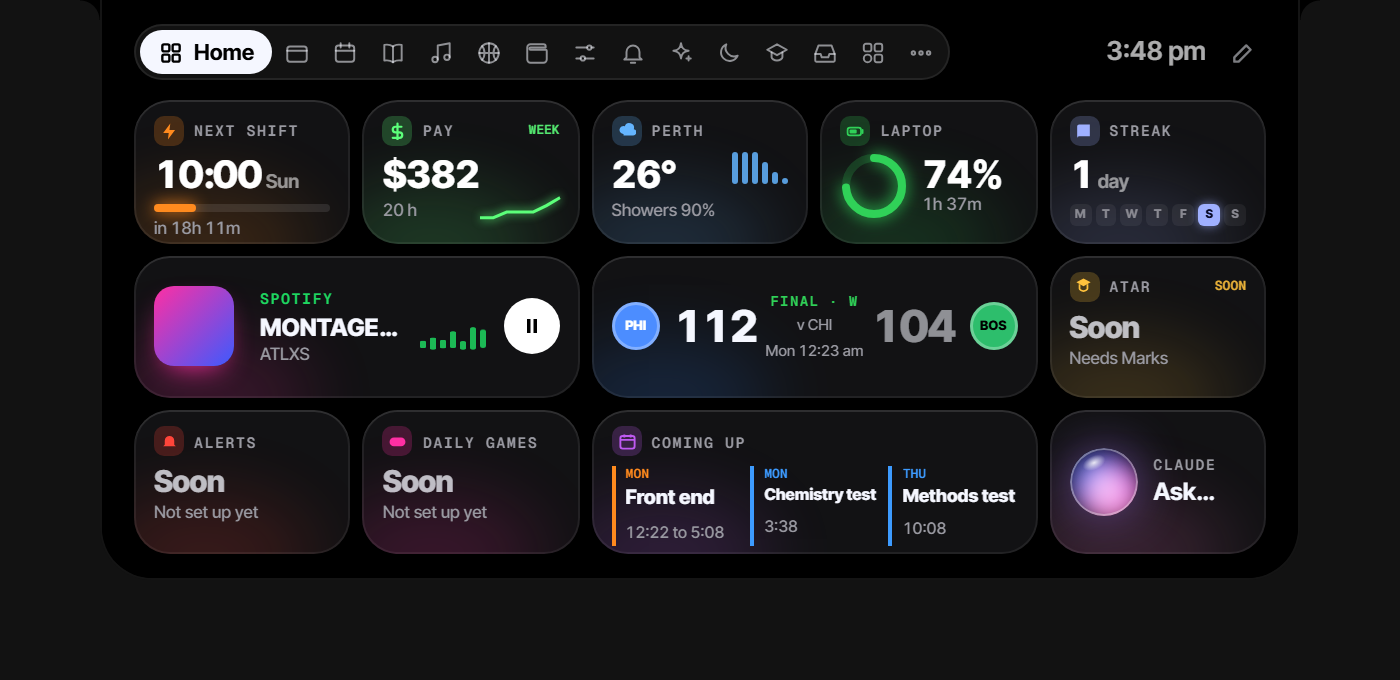 Home
3:48 pm
NEXT SHIFT
10:00 Sun
in 18h 11m
PAY
WEEK
$382
20 h
PERTH
26°
Showers 90%
LAPTOP
74%
1h 37m
STREAK
1 day
M T W T F S S
SPOTIFY
MONTAGE...
ATLXS
PHI
112
FINAL · W
v CHI
Mon 12:23 am
104
BOS
ATAR
SOON
Soon
Needs Marks
ALERTS
Soon
Not set up yet
DAILY GAMES
Soon
Not set up yet
COMING UP
MON
Front end
12:22 to 5:08
MON
Chemistry test
3:38
THU
Methods test
10:08
CLAUDE
Ask...